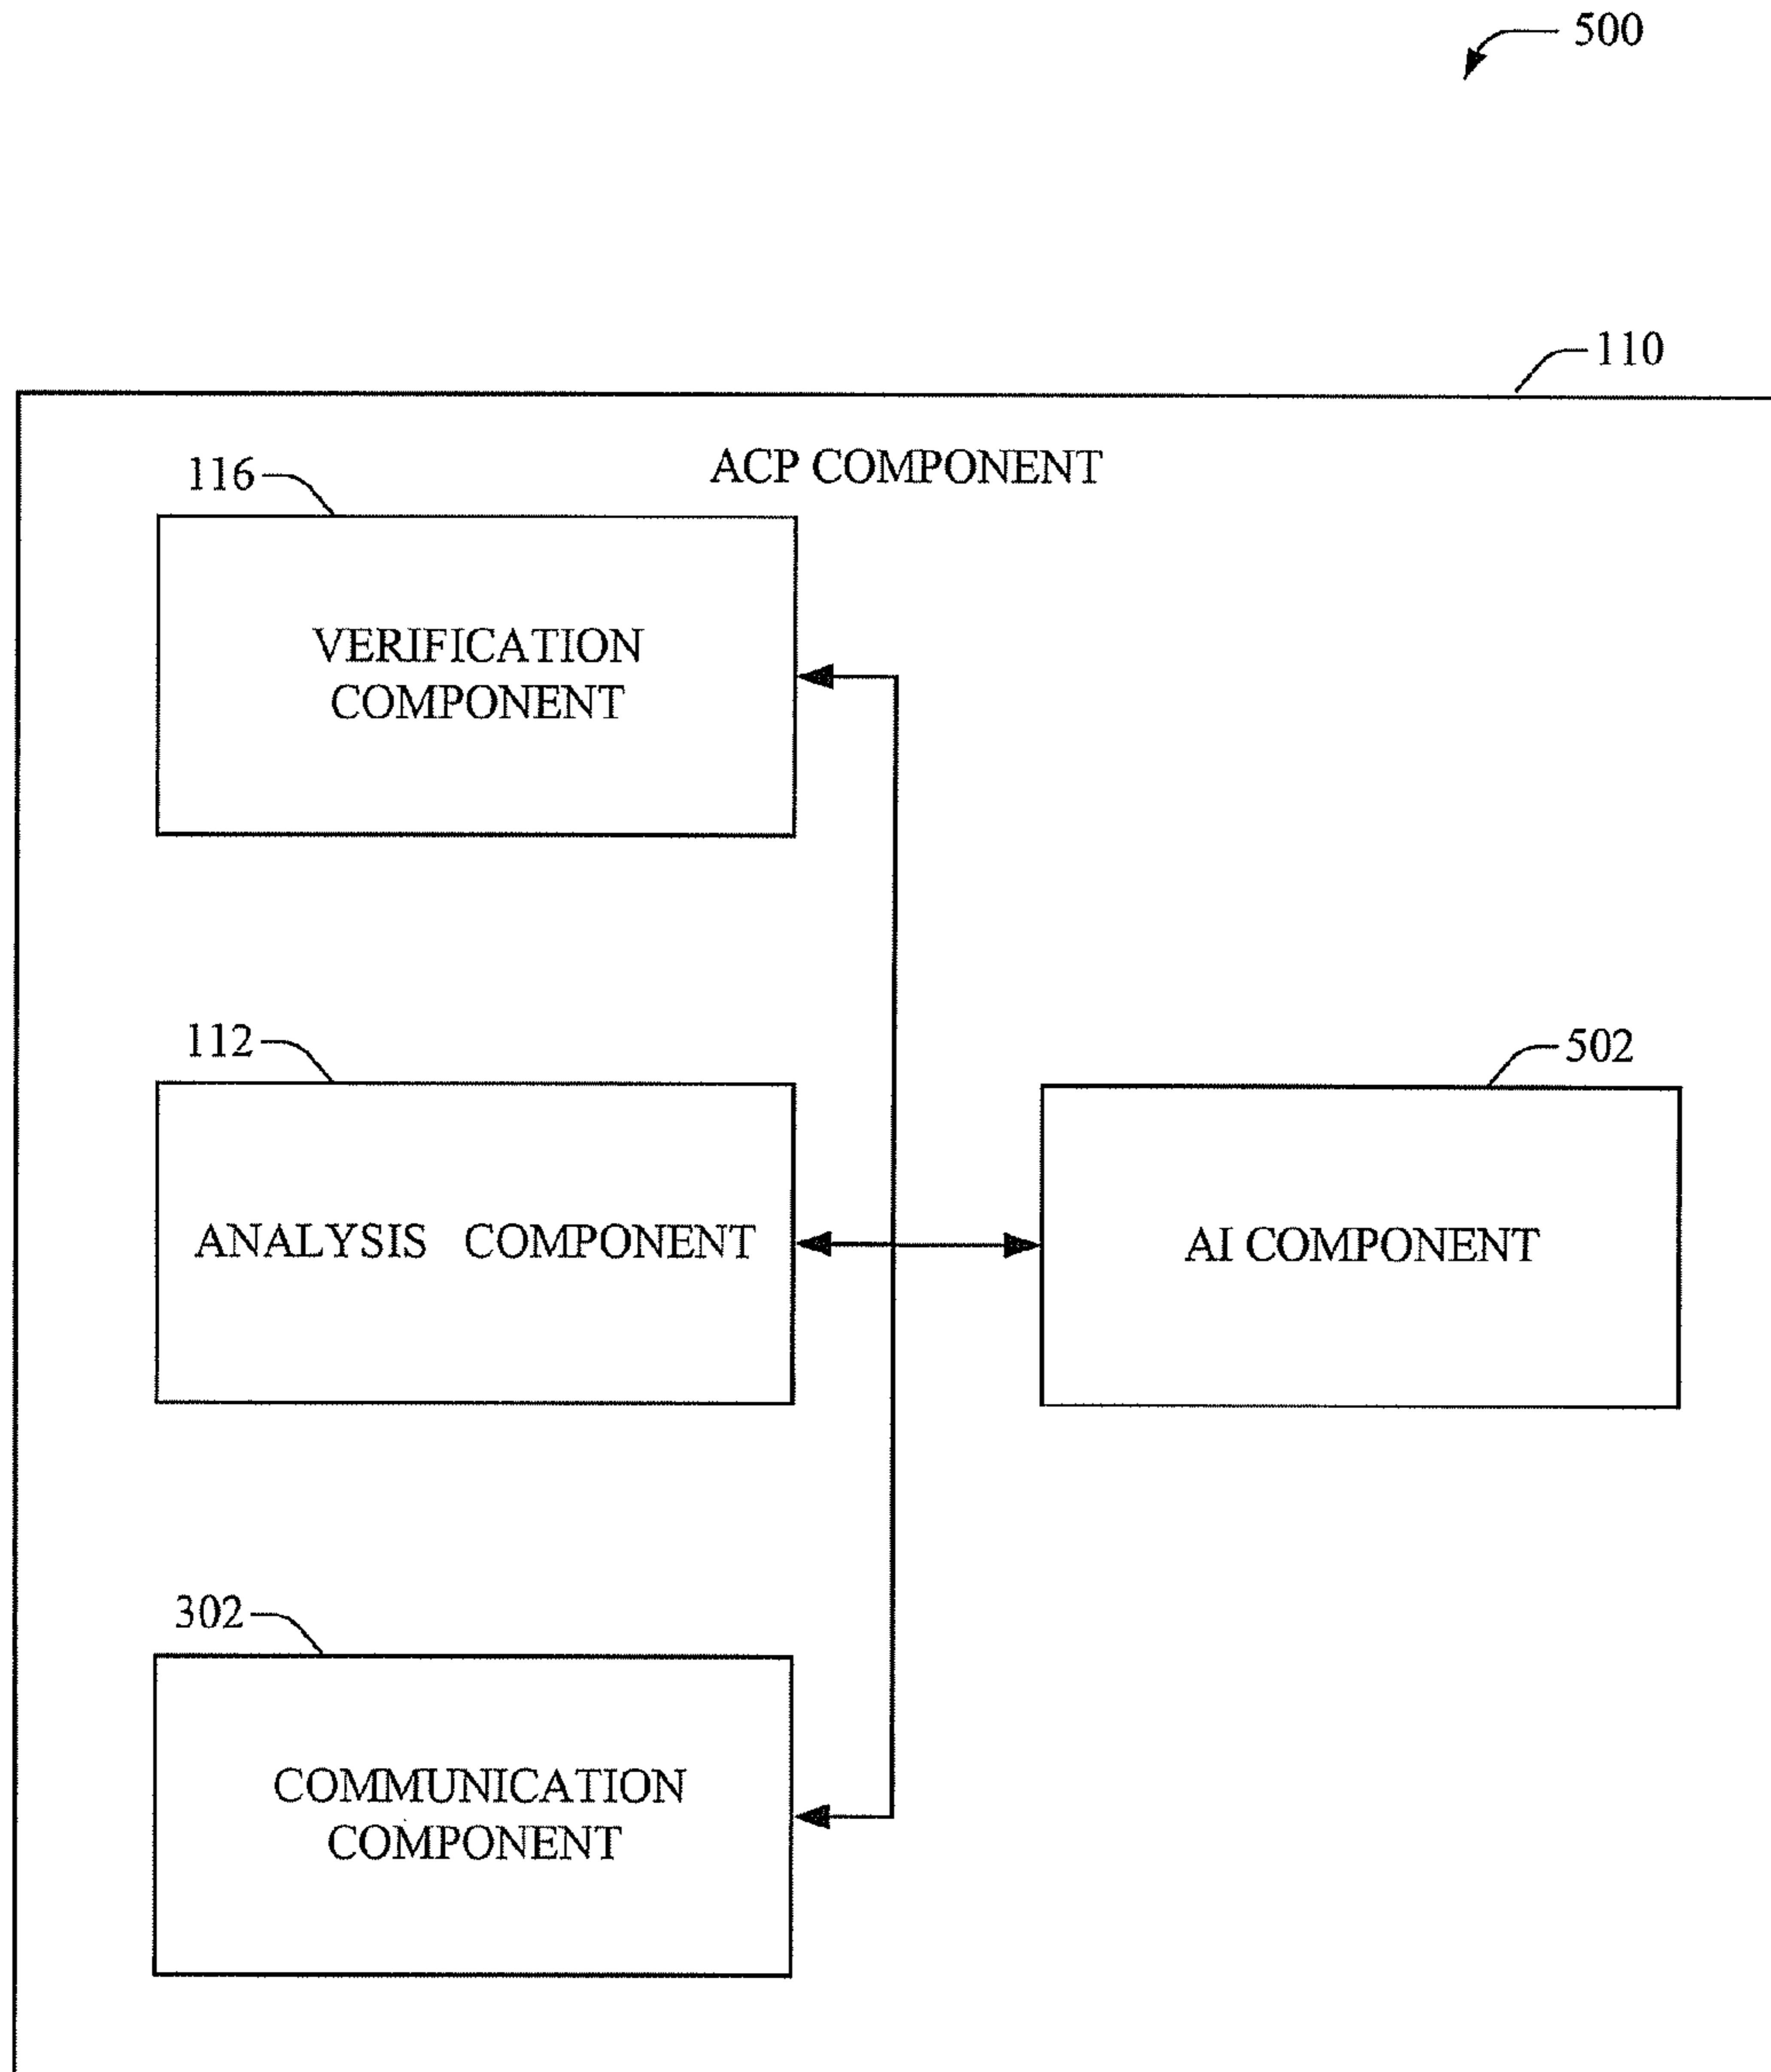 500
110
ACP COMPONENT
116
VERIFICATION
COMPONENT
112
ANALYSIS COMPONENT
502
AI COMPONENT
302
COMMUNICATION
COMPONENT